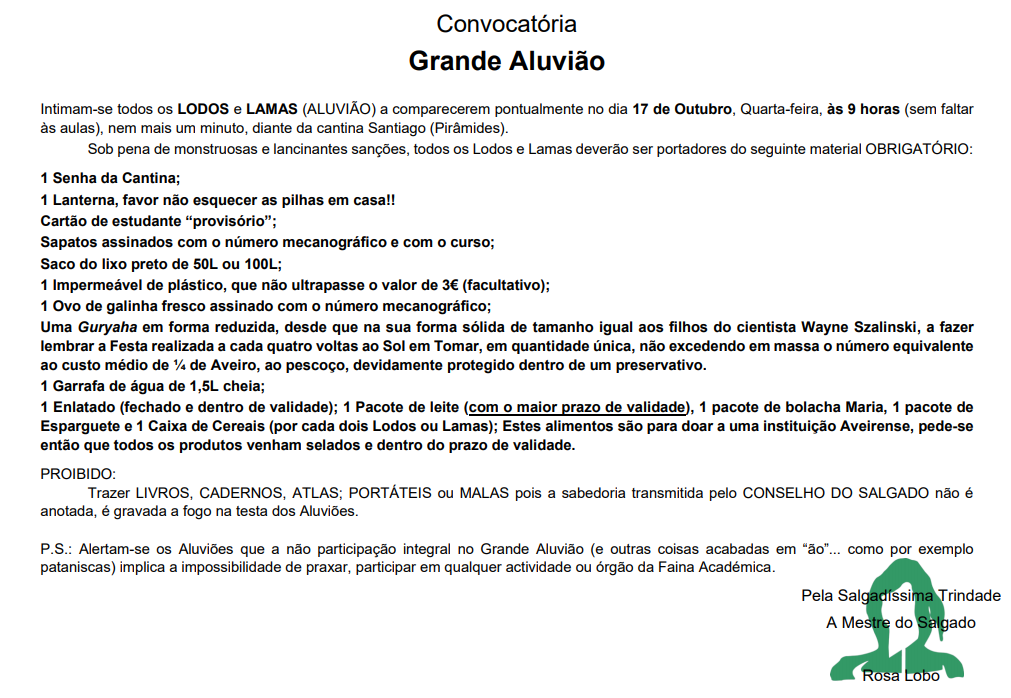 Convocatória
Grande Aluvião
Intimam-se todos os LODOS e LAMAS (ALUVIÃO) a comparecerem pontualmente no dia 17 de Outubro, Quarta-feira, às 9 horas (sem faltar
às aulas), nem mais um minuto, diante da cantina Santiago (Pirâmides).
Sob pena de monstruosas e lancinantes sanções, todos os Lodos e Lamas deverão ser portadores do seguinte material OBRIGATÓRIO:
1 Senha da Cantina;
1 Lanterna, favor não esquecer as pilhas em casa!!
Cartão de estudante “provisório”;
Sapatos assinados com o número mecanográfico e com o curso;
Saco do lixo preto de 50L ou 100L;
1 Impermeável de plástico, que não ultrapasse o valor de 3€ (facultativo);
1 Ovo de galinha fresco assinado com o número mecanográfico;
Uma Guryaha em forma reduzida, desde que na sua forma sólida de tamanho igual aos filhos do cientista Wayne Szalinski, a fazer
lembrar a Festa realizada a cada quatro voltas ao Sol em Tomar, em quantidade única, não excedendo em massa o número equivalente
ao custo médio de ¼ de Aveiro, ao pescoço, devidamente protegido dentro de um preservativo.
1 Garrafa de água de 1,5L cheia;
1 Enlatado (fechado e dentro de validade); 1 Pacote de leite (com o maior prazo de validade), 1 pacote de bolacha Maria, 1 pacote de
Esparguete e 1 Caixa de Cereais (por cada dois Lodos ou Lamas); Estes alimentos são para doar a uma instituição Aveirense, pede-se
então que todos os produtos venham selados e dentro do prazo de validade.
PROIBIDO:
Trazer LIVROS, CADERNOS, ATLAS; PORTÁTEIS ou MALAS pois a sabedoria transmitida pelo CONSELHO DO SALGADO não é
anotada, é gravada a fogo na testa dos Aluviões.
P.S.: Alertam-se os Aluviões que a não participação integral no Grande Aluvião (e outras coisas acabadas em “ão”... como por exemplo
pataniscas) implica a impossibilidade de praxar, participar em qualquer actividade ou órgão da Faina Académica.
Pela Salgadíssima Trindade
A Mestre do Salgado
Rosa Lobo